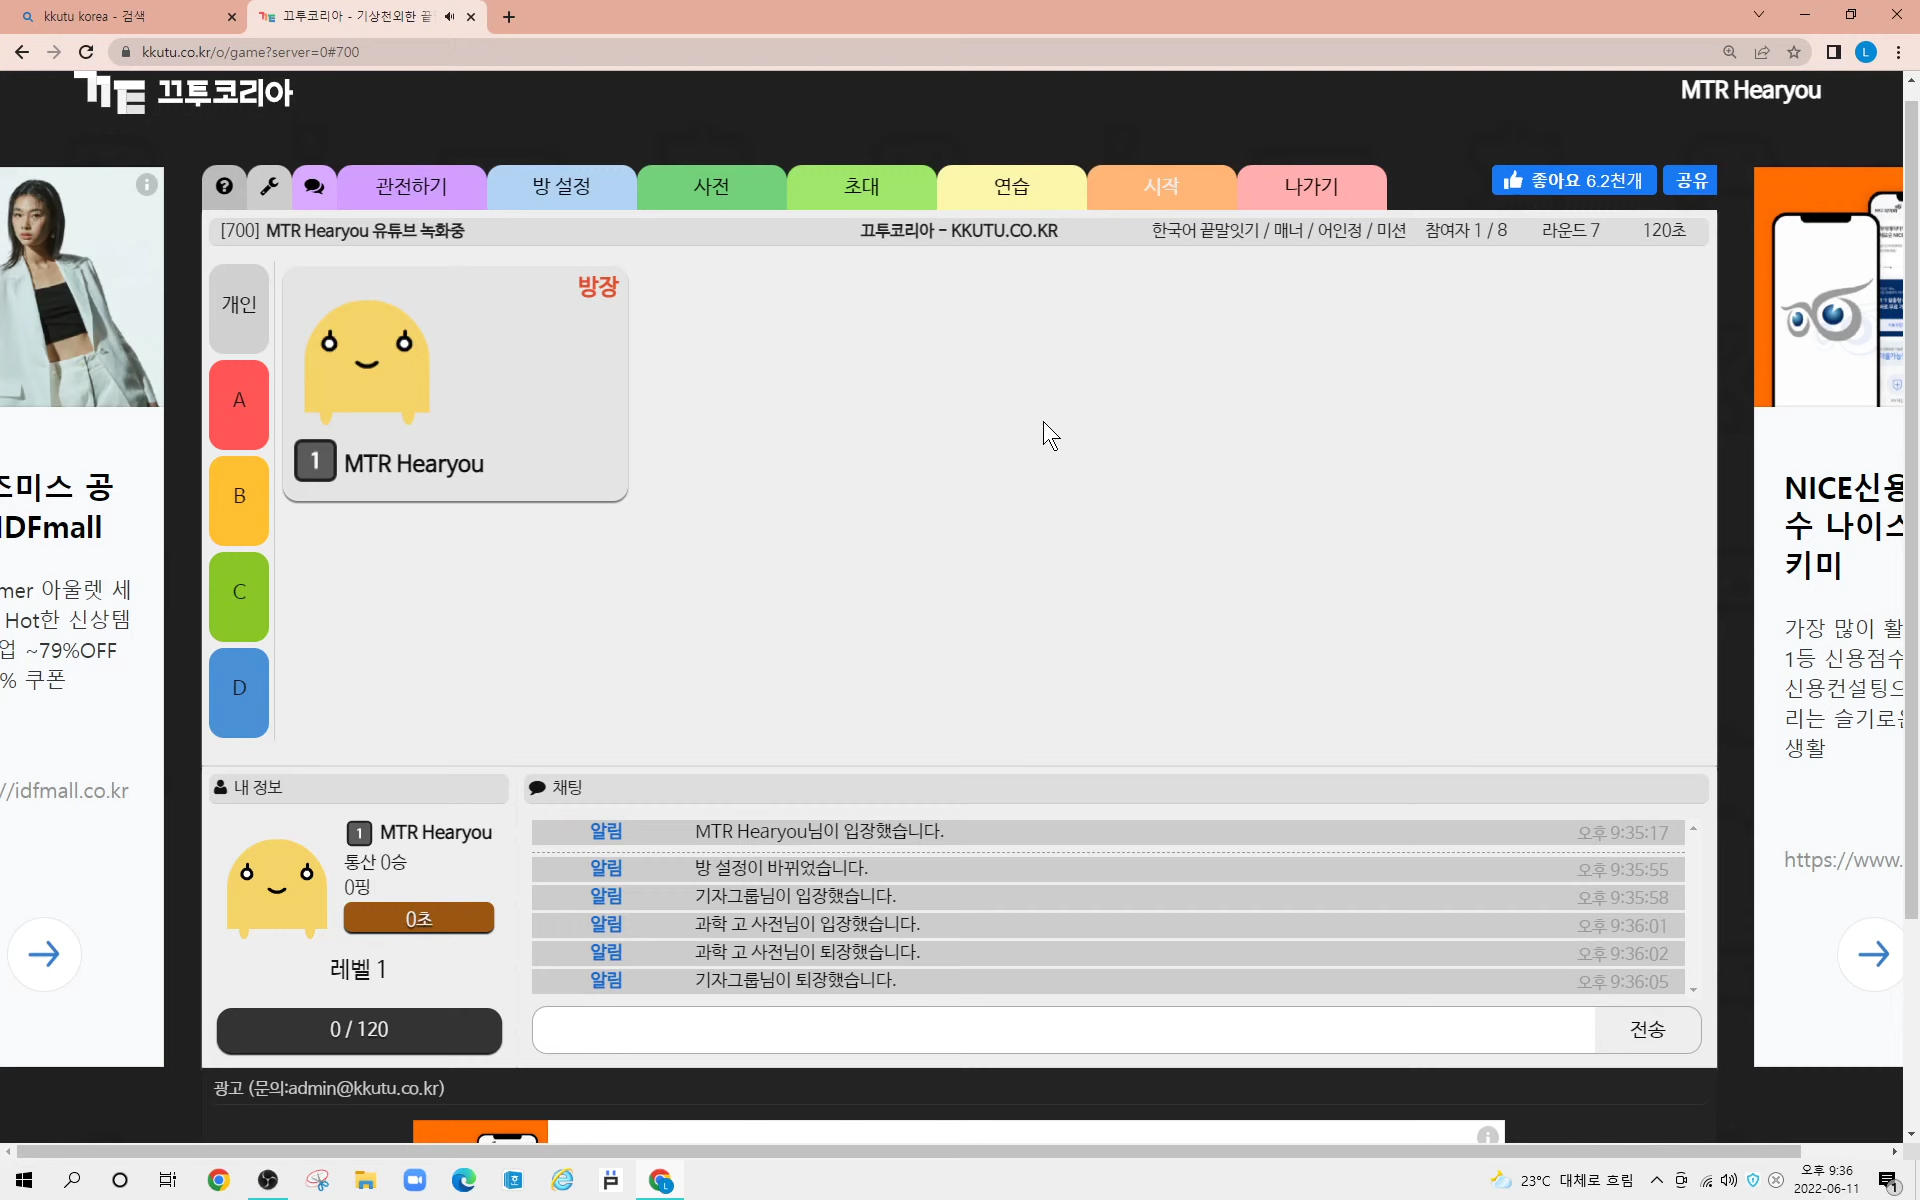 kkutu korea - 검색
끄투코리아 - 기상천외한 끝
kkutu.co.kr/o/game?server=0#700
L
끄투코리아
MTR Hearyou
관전하기
방 설정
사전
초대
연습
시작
나가기
좋아요 6.2천개
공유
[700] MTR Hearyou 유튜브 녹화중
끄투코리아 - KKUTU.CO.KR
한국어 끝말잇기 / 매너 / 어인정 / 미션
참여자 1 / 8
라운드 7
120초
개인
A
B
C
D
방장
1 MTR Hearyou
즈미스 공
IDFmall
mer 아울렛 세
Hot한 신상템
업 ~79%OFF
% 쿠폰
//idfmall.co.kr
NICE신용
수 나이스
키미
가장 많이 활
1등 신용점수
신용컨설팅으
리는 슬기로운
생활
https://www.
내 정보
1 MTR Hearyou
통산 0승
0핑
0초
레벨 1
0 / 120
채팅
알림 MTR Hearyou님이 입장했습니다. 오후 9:35:17
알림 방 설정이 바뀌었습니다. 오후 9:35:55
알림 기자그룹님이 입장했습니다. 오후 9:35:58
알림 과학 고 사전님이 입장했습니다. 오후 9:36:01
알림 과학 고 사전님이 퇴장했습니다. 오후 9:36:02
알림 기자그룹님이 퇴장했습니다. 오후 9:36:05
전송
광고 (문의:admin@kkutu.co.kr)
23°C 대체로 흐림
오후 9:36
2022-06-11
1